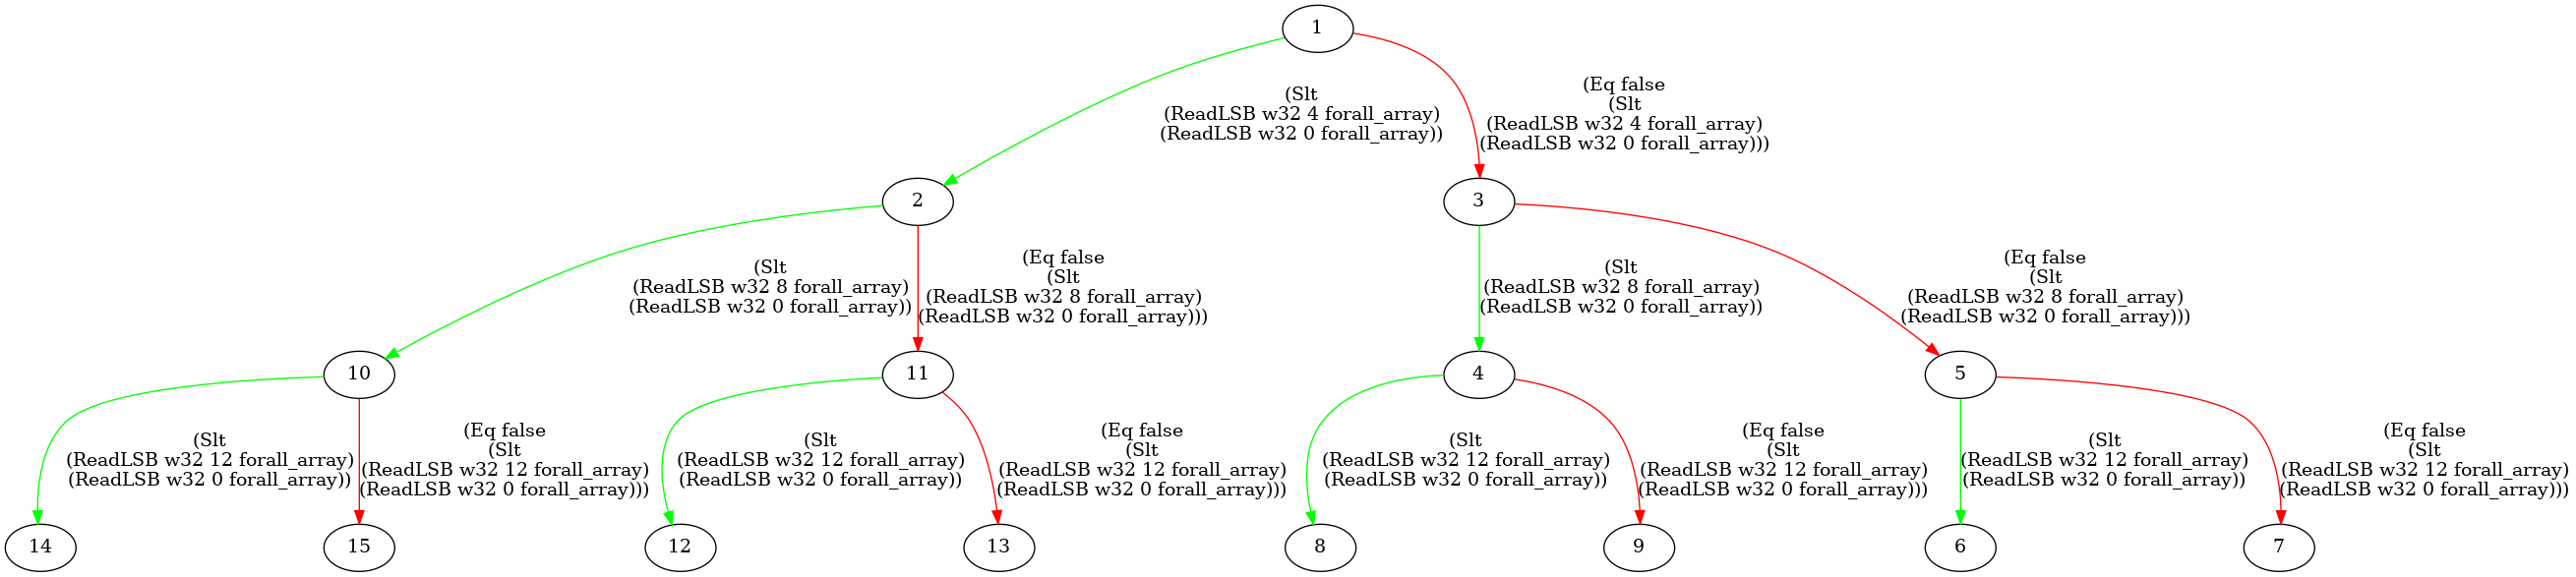 1
(Slt
(ReadLSB w32 4 forall_array)
(ReadLSB w32 0 forall_array))
(Eq false
(Slt
(ReadLSB w32 4 forall_array)
(ReadLSB w32 0 forall_array)))
2
3
(Slt
(ReadLSB w32 8 forall_array)
(ReadLSB w32 0 forall_array))
(Eq false
(Slt
(ReadLSB w32 8 forall_array)
(ReadLSB w32 0 forall_array)))
(Slt
(ReadLSB w32 8 forall_array)
(ReadLSB w32 0 forall_array))
(Eq false
(Slt
(ReadLSB w32 8 forall_array)
(ReadLSB w32 0 forall_array)))
10
11
4
5
(Slt
(ReadLSB w32 12 forall_array)
(ReadLSB w32 0 forall_array))
(Eq false
(Slt
(ReadLSB w32 12 forall_array)
(ReadLSB w32 0 forall_array)))
(Slt
(ReadLSB w32 12 forall_array)
(ReadLSB w32 0 forall_array))
(Eq false
(Slt
(ReadLSB w32 12 forall_array)
(ReadLSB w32 0 forall_array)))
(Slt
(ReadLSB w32 12 forall_array)
(ReadLSB w32 0 forall_array))
(Eq false
(Slt
(ReadLSB w32 12 forall_array)
(ReadLSB w32 0 forall_array)))
(Slt
(ReadLSB w32 12 forall_array)
(ReadLSB w32 0 forall_array))
(Eq false
(Slt
(ReadLSB w32 12 forall_array)
(ReadLSB w32 0 forall_array)))
14
15
12
13
8
9
6
7